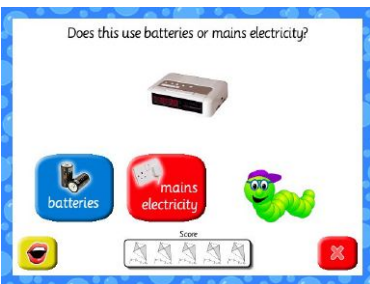 Does this use batteries or mains electricity?
batteries
mains
electricity
Score